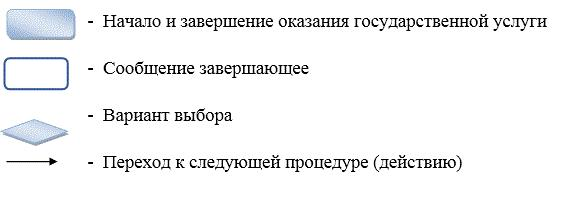 - Начало и завершение оказания государственной услуги
- Сообщение завершающее
- Вариант выбора
- Переход к следующей процедуре (действию)